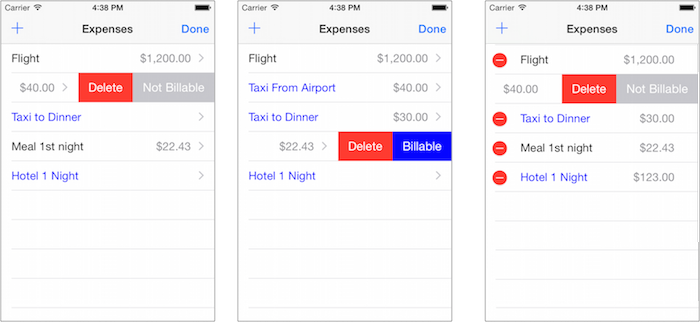 Carrier 4:38 PM
+ Expenses Done
Flight $1,200.00
$40.00 Delete Not Billable
Taxi to Dinner
Meal 1st night $22.43
Hotel 1 Night
Carrier 4:38 PM
+ Expenses Done
Flight $1,200.00
Taxi From Airport $40.00
Taxi to Dinner $30.00
$22.43 Delete Billable
Hotel 1 Night
Carrier 4:38 PM
+ Expenses Done
Flight $1,200.00
$40.00 Delete Not Billable
Taxi to Dinner $30.00
Meal 1st night $22.43
Hotel 1 Night $123.00